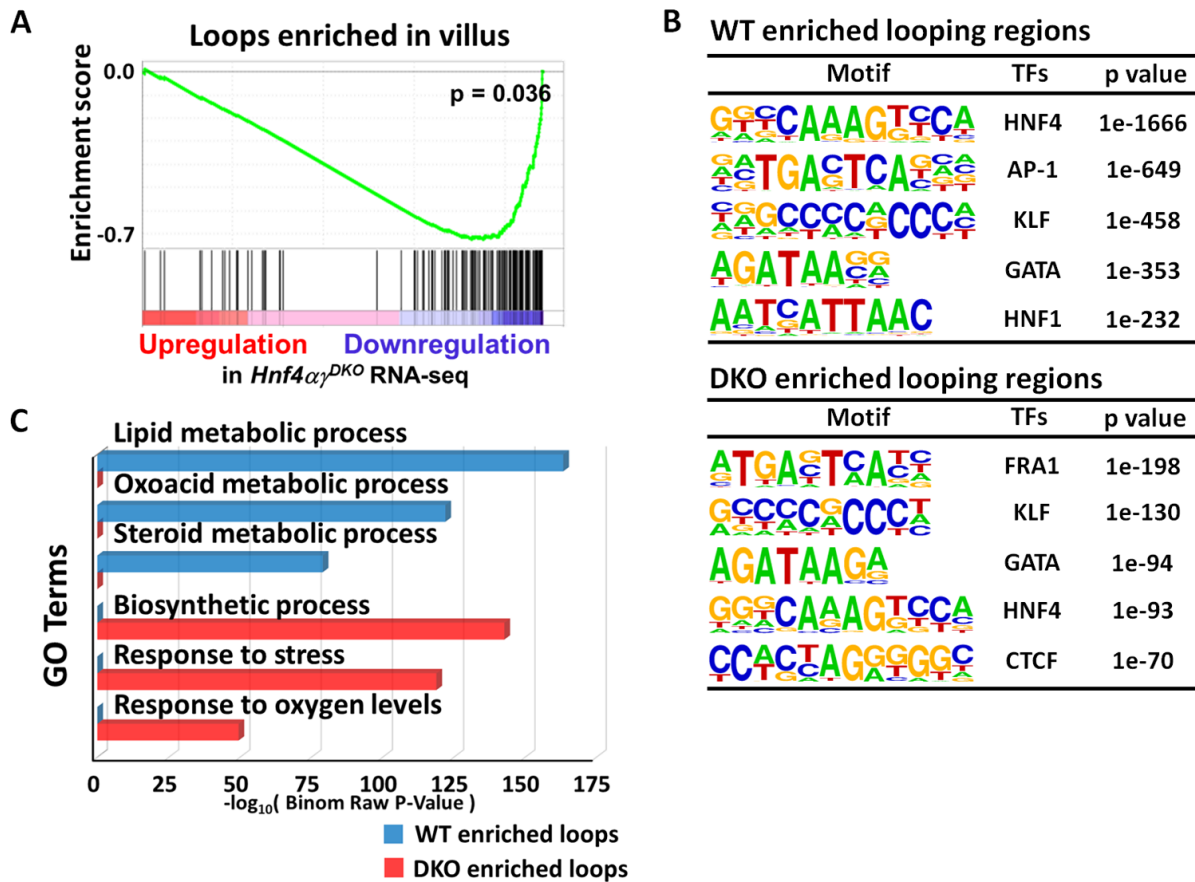 A
Loops enriched in villus
0.0
p = 0.036
Enrichment score
-0.7
Upregulation Downregulation
in Hnf4αγDKO RNA-seq
B
WT enriched looping regions
Motif TFs p value
HNF4 1e-1666
AP-1 1e-649
KLF 1e-458
GATA 1e-353
HNF1 1e-232
DKO enriched looping regions
Motif TFs p value
FRA1 1e-198
KLF 1e-130
GATA 1e-94
HNF4 1e-93
CTCF 1e-70
C
Lipid metabolic process
Oxoacid metabolic process
Steroid metabolic process
Biosynthetic process
Response to stress
Response to oxygen levels
GO Terms
0 25 50 75 100 125 150 175
-log10( Binom Raw P-Value )
WT enriched loops
DKO enriched loops